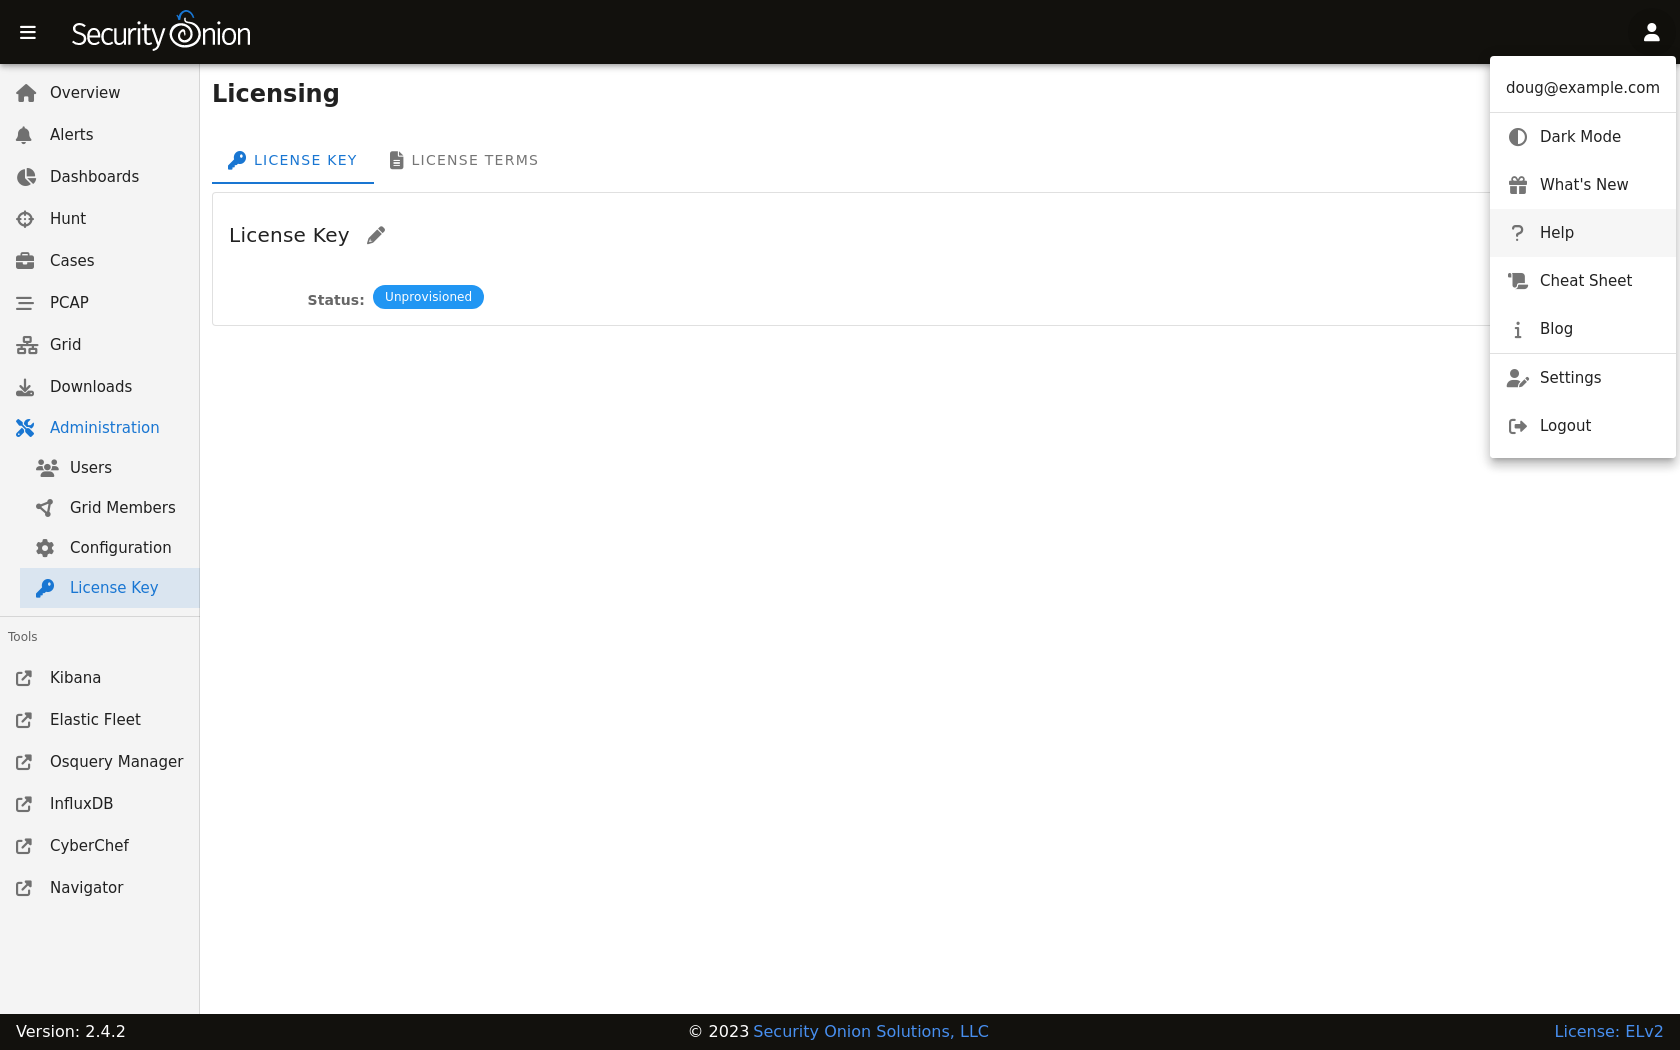 Security Onion
doug@example.com
Dark Mode
What's New
Help
Cheat Sheet
Blog
Settings
Logout
Overview
Alerts
Dashboards
Hunt
Cases
PCAP
Grid
Downloads
Administration
Users
Grid Members
Configuration
License Key
Tools
Kibana
Elastic Fleet
Osquery Manager
InfluxDB
CyberChef
Navigator
Licensing
LICENSE KEY
LICENSE TERMS
License Key
Status: Unprovisioned
Version: 2.4.2
© 2023 Security Onion Solutions, LLC
License: ELv2